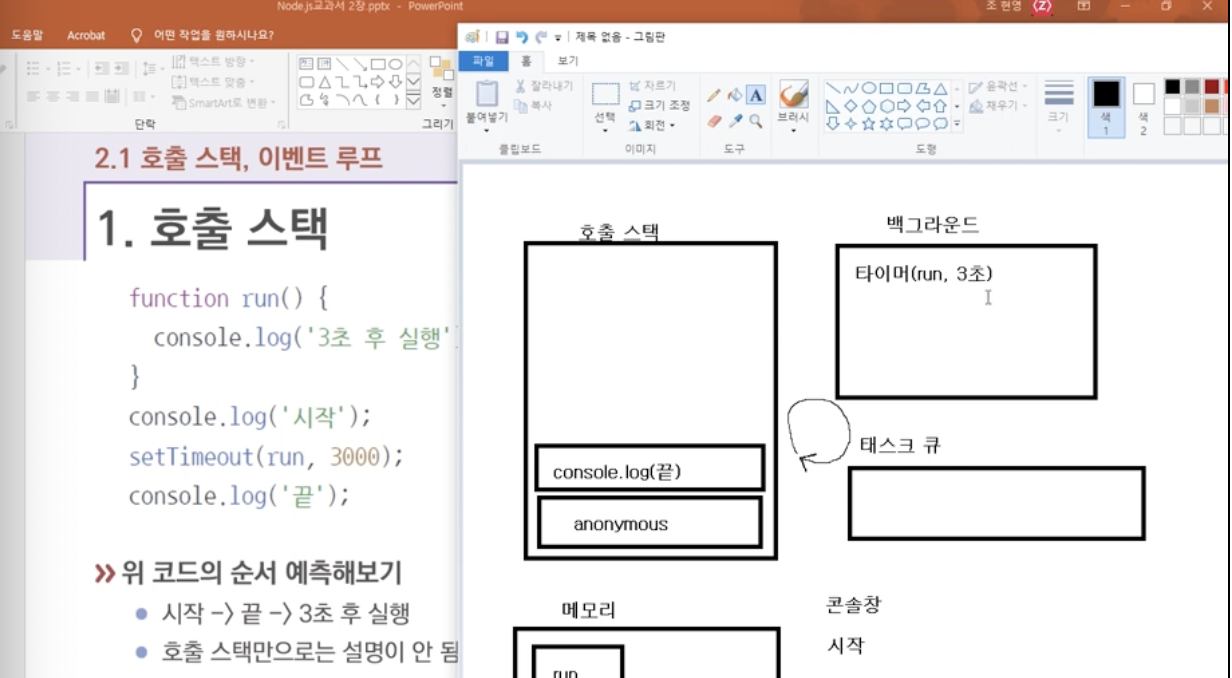 Node.js교과서 2장.pptx - PowerPoint
조 현영
도움말 Acrobat 어떤 작업을 원하시나요?
텍스트 방향
텍스트 맞춤
SmartArt로 변환
단락
정렬
그리기
제목 없음 - 그림판
파일 홈 보기
붙여넣기
잘라내기
복사
클립보드
선택
자르기
크기 조정
회전
이미지
A
도구
브러시
윤곽선
채우기
도형
크기
색
1
색
2
2.1 호출 스택, 이벤트 루프
1. 호출 스택
function run() {
console.log('3초 후 실행'
}
console.log('시작');
setTimeout(run, 3000);
console.log('끝');
위 코드의 순서 예측해보기
시작 -> 끝 -> 3초 후 실행
호출 스택만으로는 설명이 안 됨
호출 스택
console.log(끝)
anonymous
백그라운드
타이머(run, 3초)
태스크 큐
메모리
run
콘솔창
시작